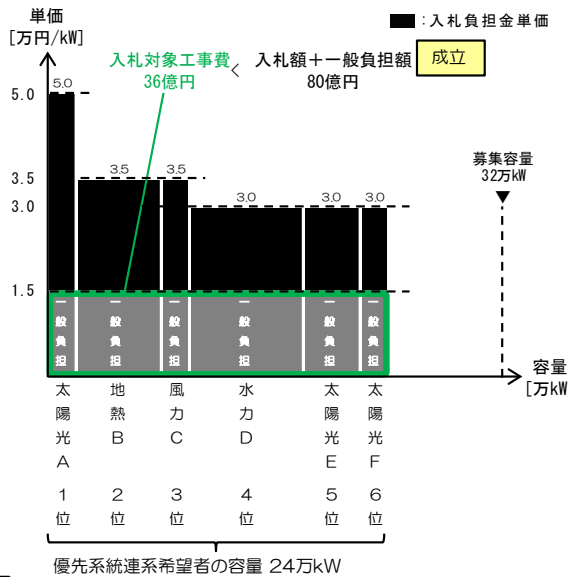 単価
[万円/kW]
:入札負担金単価
入札対象工事費
36億円
<
入札額＋一般負担額
80億円
成立
5.0
3.5
3.0
1.5
5.0
3.5
3.5
3.0
3.0
3.0
募集容量
32万kW
一般負担
一般負担
一般負担
一般負担
一般負担
一般負担
容量
[万kW
太陽光A
地熱B
風力C
水力D
太陽光E
太陽光F
1位
2位
3位
4位
5位
6位
優先系統連系希望者の容量 24万kW